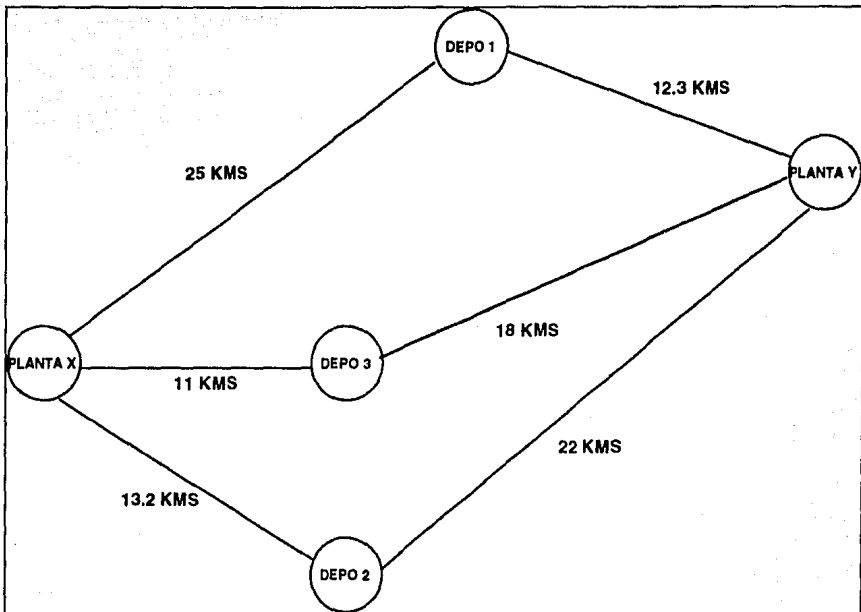 DEPO 1
12.3 KMS
PLANTA Y
25 KMS
18 KMS
PLANTA X
DEPO 3
11 KMS
22 KMS
13.2 KMS
DEPO 2